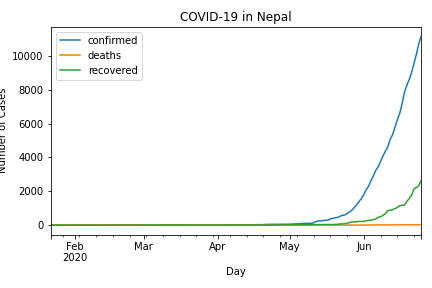 COVID-19 in Nepal
confirmed
deaths
recovered
Number of Cases
10000
8000
6000
4000
2000
0
Feb
2020
Mar
Apr
May
Jun
Day